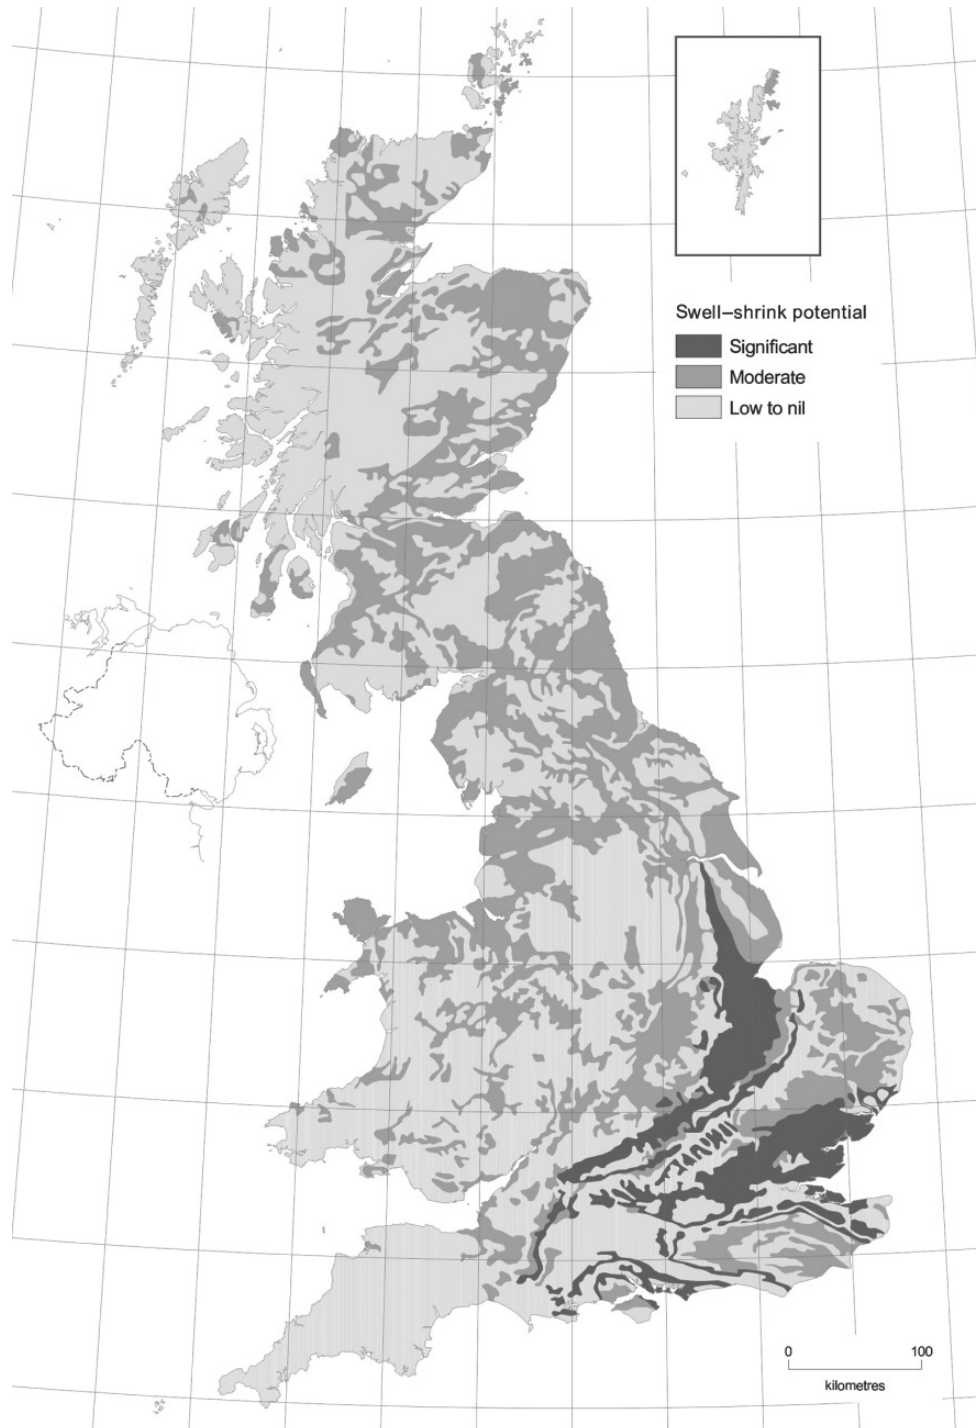 Swell–shrink potential
Significant
Moderate
Low to nil
0 100
kilometres